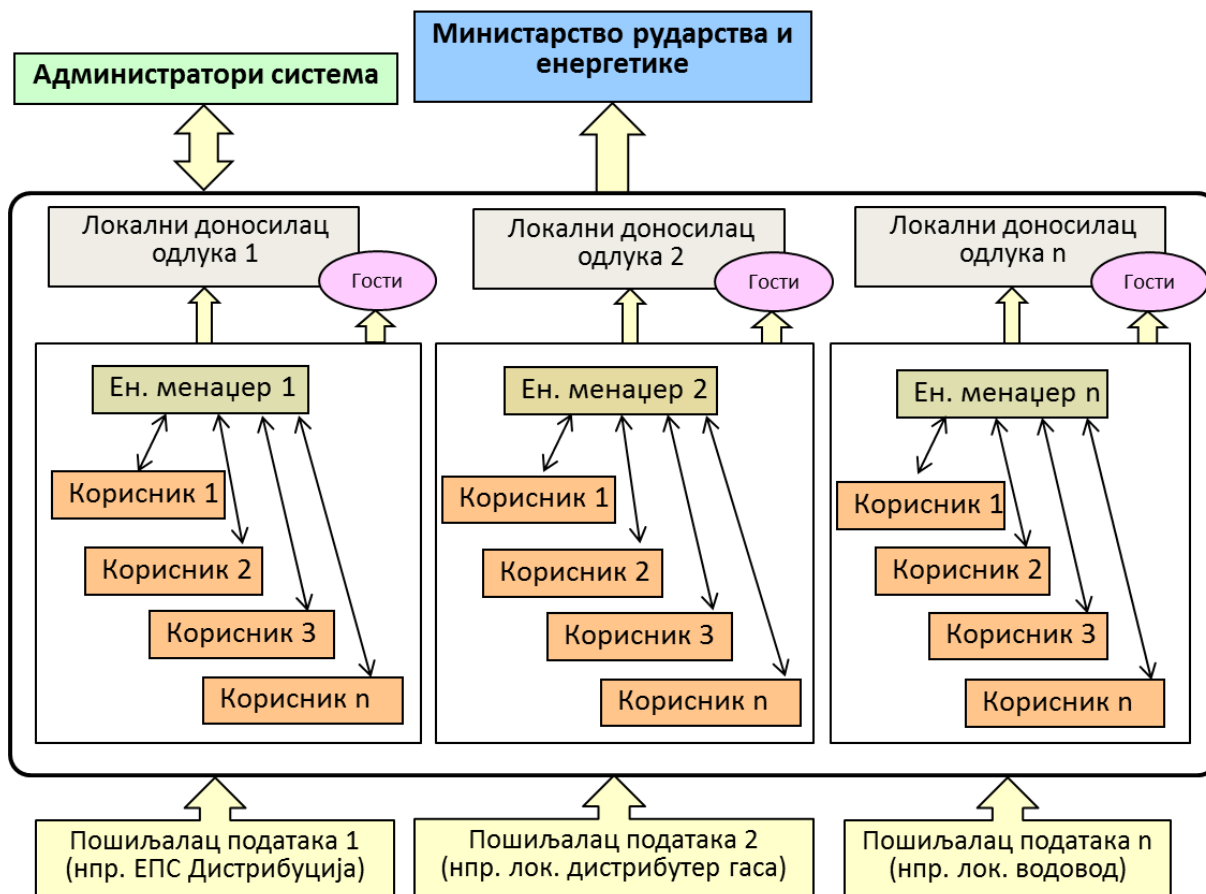 Администратори система
Министарство рударства и
енергетике
Локални доносилац
одлука 1
Гости
Локални доносилац
одлука 2
Гости
Локални доносилац
одлука n
Гости
Ен. менаџер 1
Корисник 1
Корисник 2
Корисник 3
Корисник n
Ен. менаџер 2
Корисник 1
Корисник 2
Корисник 3
Корисник n
Ен. менаџер n
Корисник 1
Корисник 2
Корисник 3
Корисник n
Пошиљалац података 1
(нпр. ЕПС Дистрибуција)
Пошиљалац података 2
(нпр. лок. дистрибутер гаса)
Пошиљалац података n
(нпр. лок. водовод)